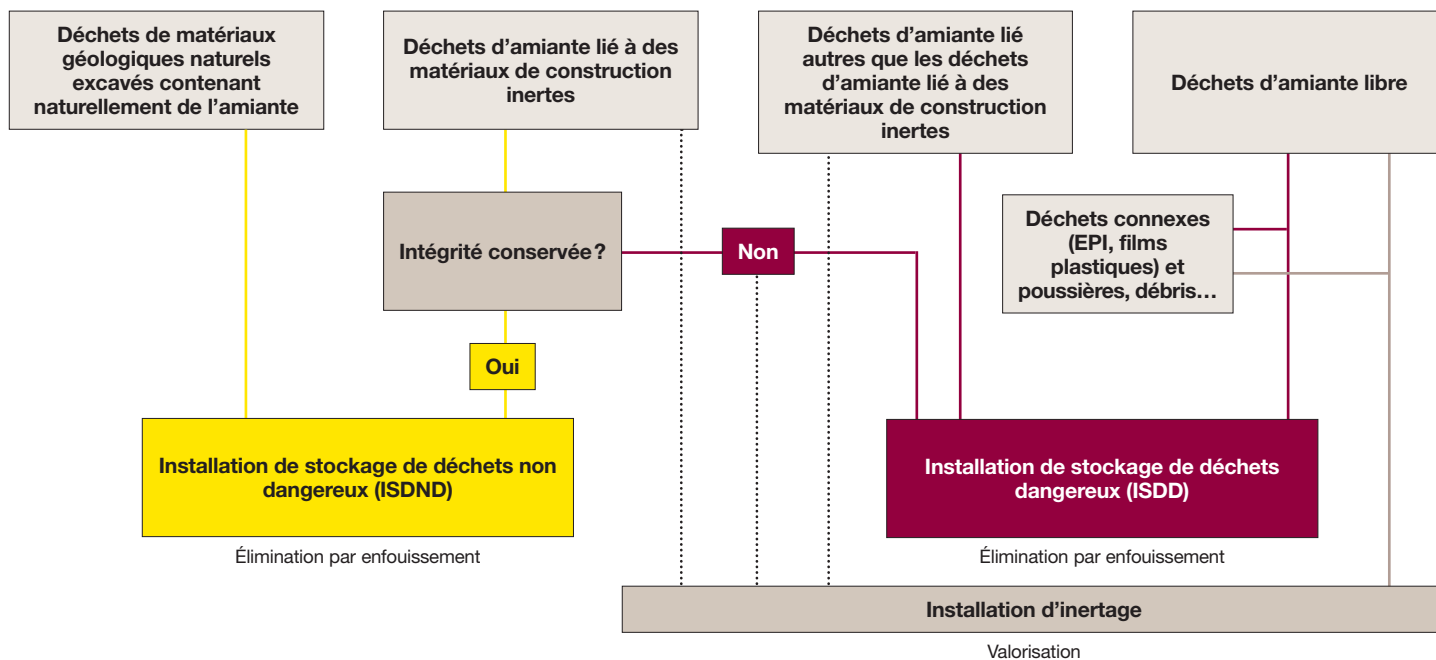 Déchets de matériaux
géologiques naturels
excavés contenant
naturellement de l’amiante
Déchets d’amiante lié à des
matériaux de construction
inertes
Déchets d’amiante lié
autres que les déchets
d’amiante lié à des
matériaux de construction
inertes
Déchets d’amiante libre
Intégrité conservée ?
Non
Déchets connexes
(EPI, films
plastiques) et
poussières, débris…
Oui
Installation de stockage de déchets non
dangereux (ISDND)
Élimination par enfouissement
Installation de stockage de déchets
dangereux (ISDD)
Élimination par enfouissement
Installation d’inertage
Valorisation